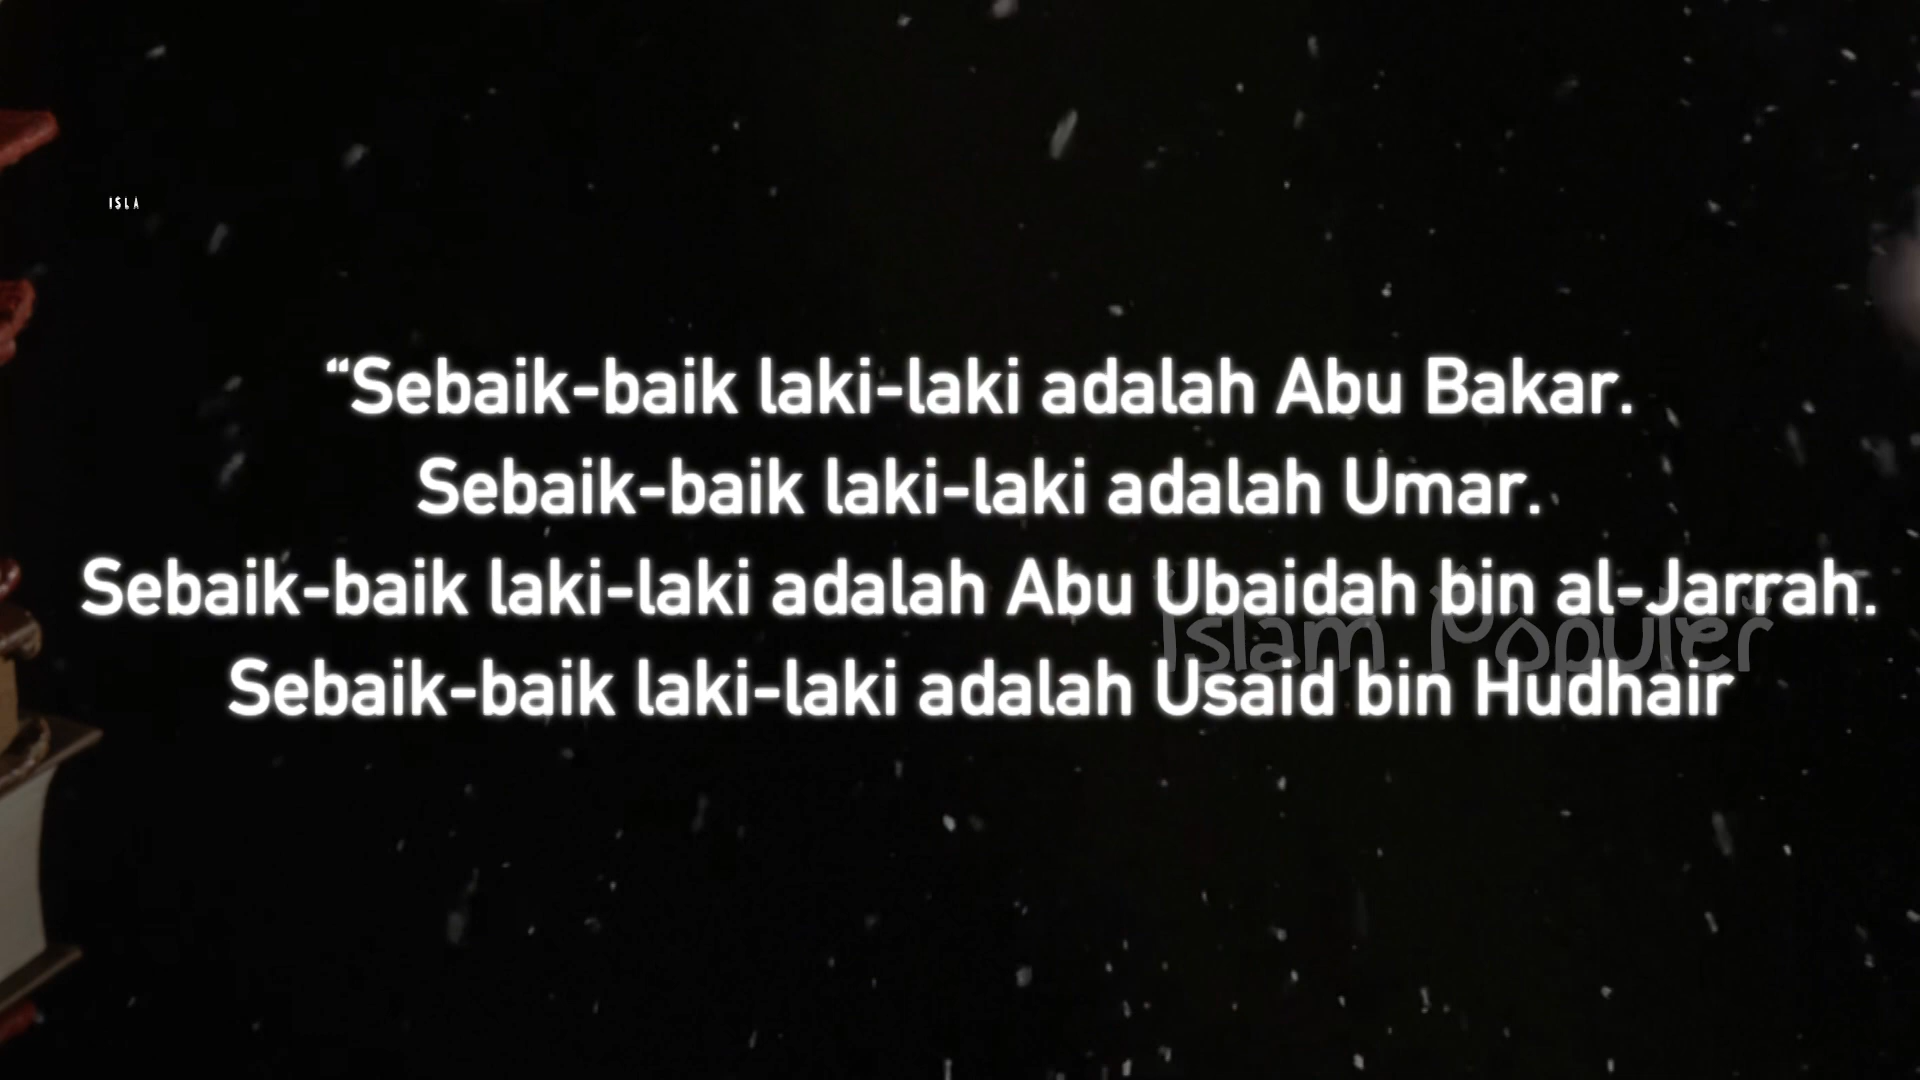 ISLA
“Sebaik-baik laki-laki adalah Abu Bakar.
Sebaik-baik laki-laki adalah Umar.
Sebaik-baik laki-laki adalah Abu Ubaidah bin al-Jarrah.
Islam Populer
Sebaik-baik laki-laki adalah Usaid bin Hudhair